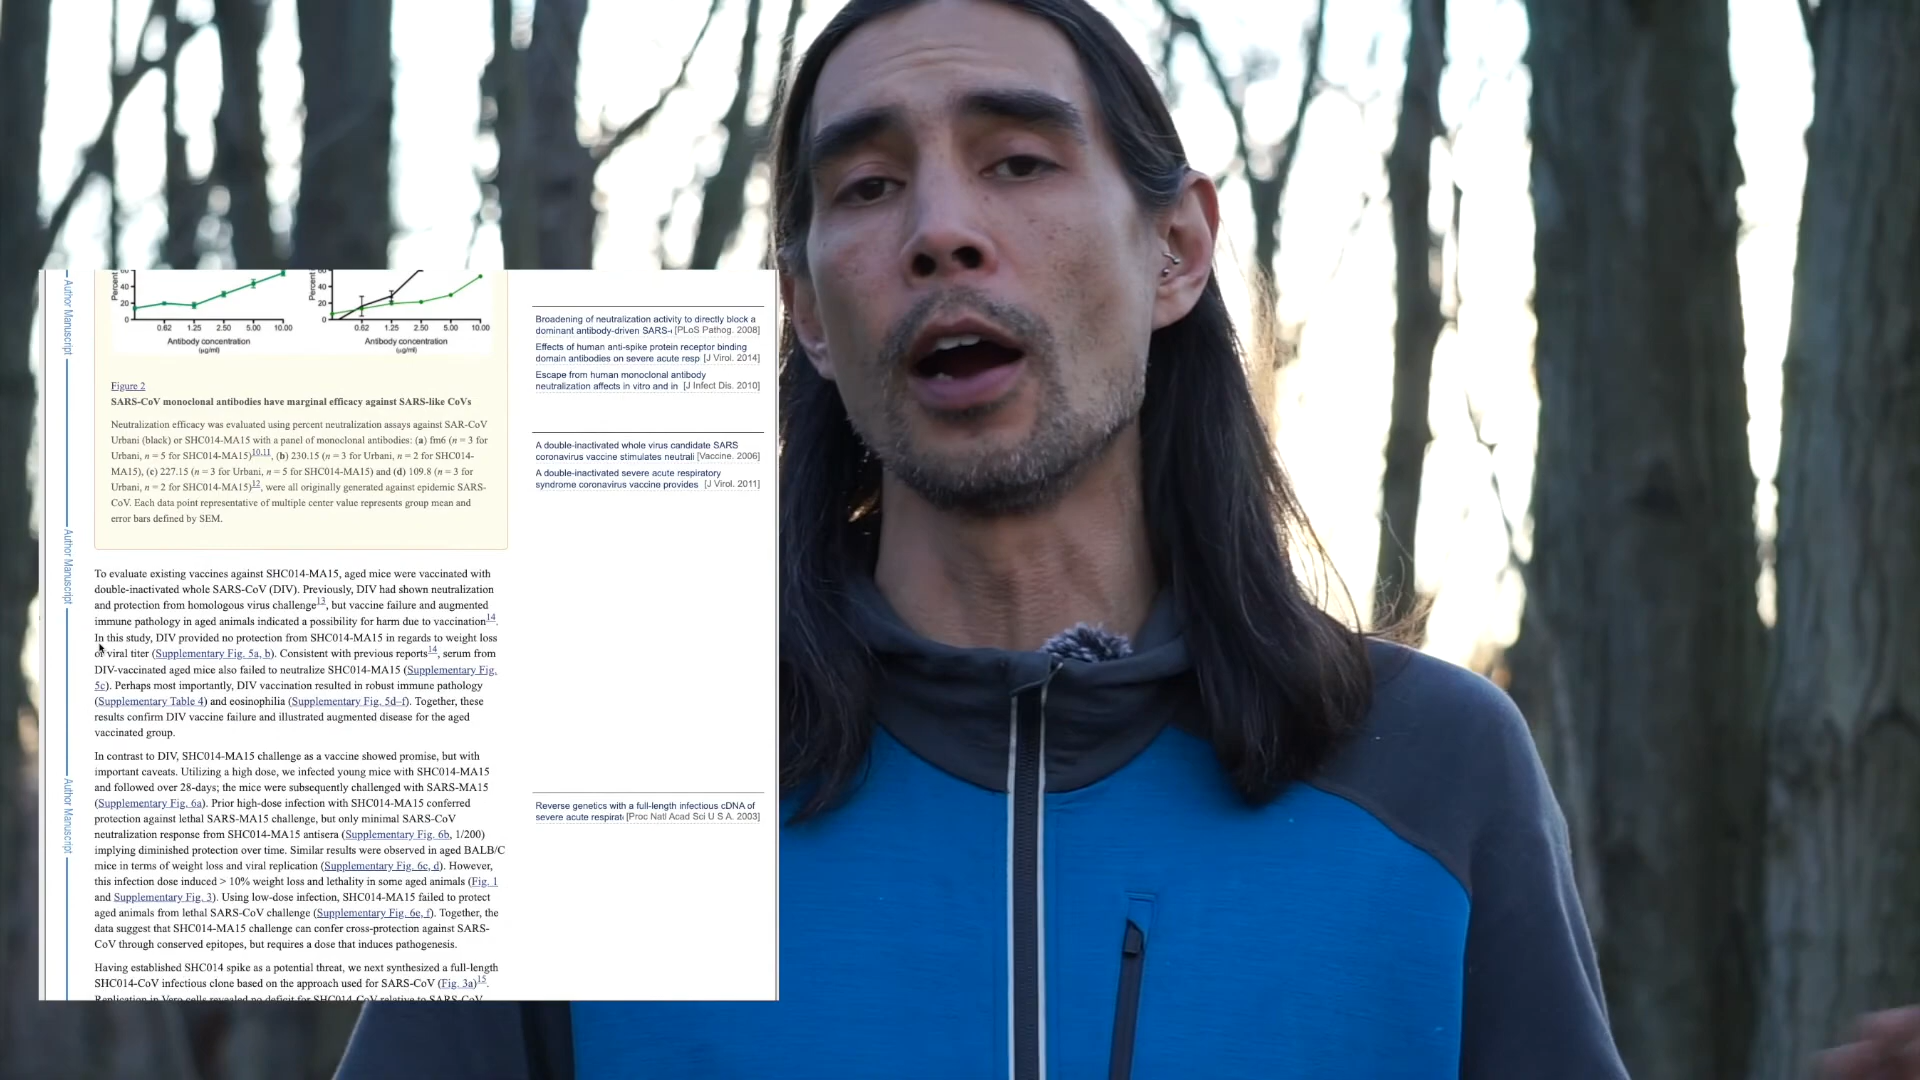 Author Manuscript
Author Manuscript
Author Manuscript
Percent
60
40
20
0
0.62 1.25 2.50 5.00 10.00
Antibody concentration
(μg/ml)
Percent
60
40
20
0
0.62 1.25 2.50 5.00 10.00
Antibody concentration
(μg/ml)
Figure 2
SARS-CoV monoclonal antibodies have marginal efficacy against SARS-like CoVs
Neutralization efficacy was evaluated using percent neutralization assays against SAR-CoV
Urbani (black) or SHC014-MA15 with a panel of monoclonal antibodies: (a) fm6 (n = 3 for
Urbani, n = 5 for SHC014-MA15)10,11, (b) 230.15 (n = 3 for Urbani, n = 2 for SHC014-
MA15), (c) 227.15 (n = 3 for Urbani, n = 5 for SHC014-MA15) and (d) 109.8 (n = 3 for
Urbani, n = 2 for SHC014-MA15)12, were all originally generated against epidemic SARS-
CoV. Each data point representative of multiple center value represents group mean and
error bars defined by SEM.
To evaluate existing vaccines against SHC014-MA15, aged mice were vaccinated with
double-inactivated whole SARS-CoV (DIV). Previously, DIV had shown neutralization
and protection from homologous virus challenge13, but vaccine failure and augmented
immune pathology in aged animals indicated a possibility for harm due to vaccination14.
In this study, DIV provided no protection from SHC014-MA15 in regards to weight loss
or viral titer (Supplementary Fig. 5a, b). Consistent with previous reports14, serum from
DIV-vaccinated aged mice also failed to neutralize SHC014-MA15 (Supplementary Fig.
5c). Perhaps most importantly, DIV vaccination resulted in robust immune pathology
(Supplementary Table 4) and eosinophilia (Supplementary Fig. 5d–f). Together, these
results confirm DIV vaccine failure and illustrated augmented disease for the aged
vaccinated group.
In contrast to DIV, SHC014-MA15 challenge as a vaccine showed promise, but with
important caveats. Utilizing a high dose, we infected young mice with SHC014-MA15
and followed over 28-days; the mice were subsequently challenged with SARS-MA15
(Supplementary Fig. 6a). Prior high-dose infection with SHC014-MA15 conferred
protection against lethal SARS-MA15 challenge, but only minimal SARS-CoV
neutralization response from SHC014-MA15 antisera (Supplementary Fig. 6b, 1/200)
implying diminished protection over time. Similar results were observed in aged BALB/C
mice in terms of weight loss and viral replication (Supplementary Fig. 6c, d). However,
this infection dose induced > 10% weight loss and lethality in some aged animals (Fig. 1
and Supplementary Fig. 3). Using low-dose infection, SHC014-MA15 failed to protect
aged animals from lethal SARS-CoV challenge (Supplementary Fig. 6e, f). Together, the
data suggest that SHC014-MA15 challenge can confer cross-protection against SARS-
CoV through conserved epitopes, but requires a dose that induces pathogenesis.
Having established SHC014 spike as a potential threat, we next synthesized a full-length
SHC014-CoV infectious clone based on the approach used for SARS-CoV (Fig. 3a)15.
Replication in Vero cells revealed no deficit for SHC014-CoV relative to SARS-CoV
Broadening of neutralization activity to directly block a
dominant antibody-driven SARS- [PLoS Pathog. 2008]
Effects of human anti-spike protein receptor binding
domain antibodies on severe acute resp [J Virol. 2014]
Escape from human monoclonal antibody
neutralization affects in vitro and in [J Infect Dis. 2010]
A double-inactivated whole virus candidate SARS
coronavirus vaccine stimulates neutrali [Vaccine. 2006]
A double-inactivated severe acute respiratory
syndrome coronavirus vaccine provides [J Virol. 2011]
Reverse genetics with a full-length infectious cDNA of
severe acute respirat [Proc Natl Acad Sci U S A. 2003]